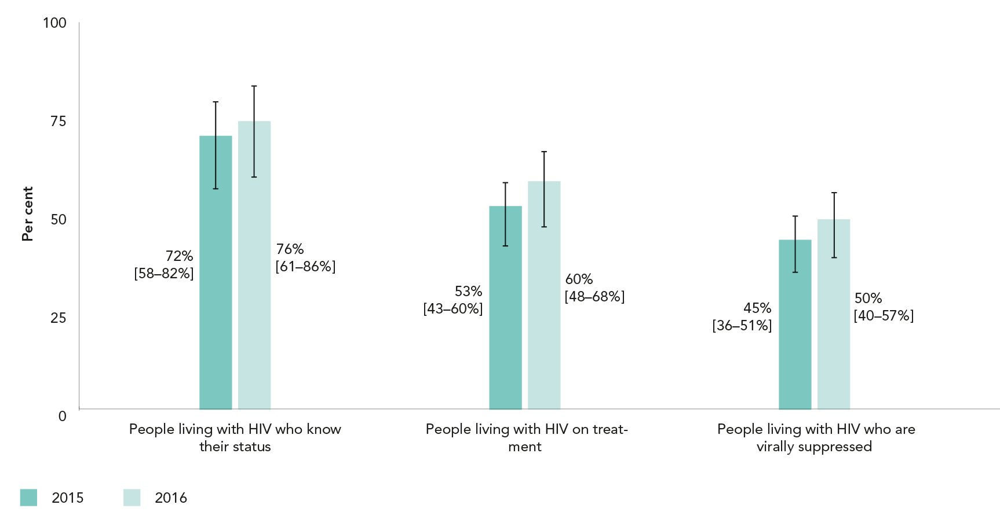 100
75
50
25
0
Per cent
72%
[58–82%]
76%
[61–86%]
53%
[43–60%]
60%
[48–68%]
45%
[36–51%]
50%
[40–57%]
People living with HIV who know
their status
People living with HIV on treat-
ment
People living with HIV who are
virally suppressed
2015
2016